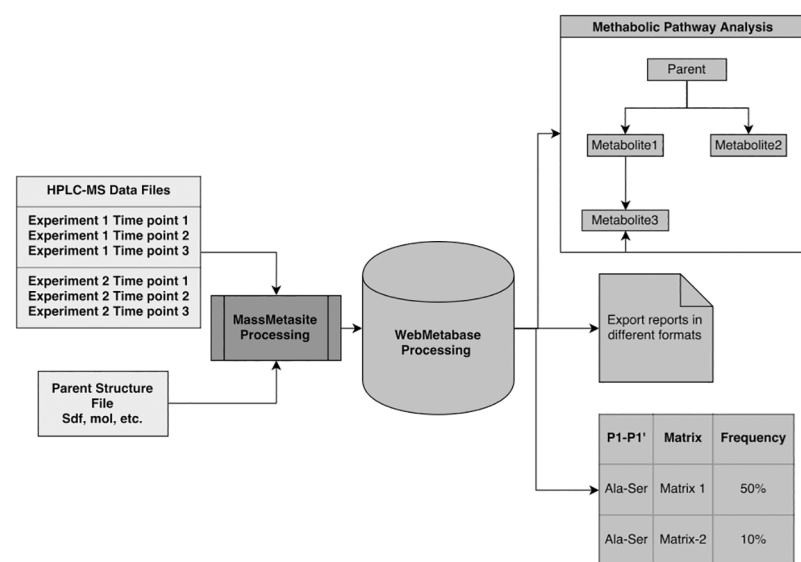 Methabolic Pathway Analysis
Parent
Metabolite1
Metabolite2
Metabolite3
HPLC-MS Data Files
Experiment 1 Time point 1
Experiment 1 Time point 2
Experiment 1 Time point 3
Experiment 2 Time point 1
Experiment 2 Time point 2
Experiment 2 Time point 3
MassMetasite
Processing
WebMetabase
Processing
Parent Structure
File
Sdf, mol, etc.
Export reports in
different formats
P1-P1' Matrix Frequency
Ala-Ser Matrix 1 50%
Ala-Ser Matrix-2 10%